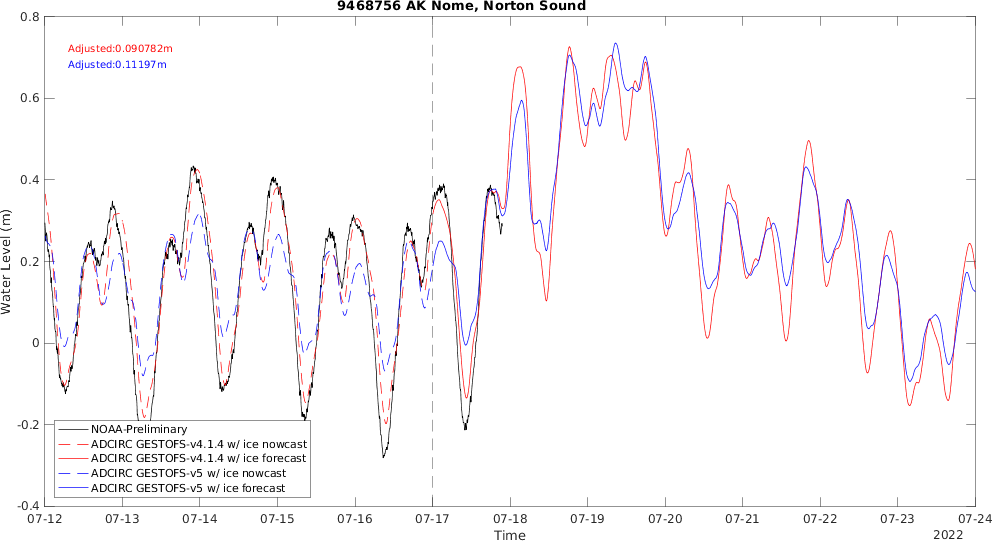 9468756 AK Nome, Norton Sound
Adjusted:0.090782m
Adjusted:0.11197m
Water Level (m)
0.8
0.6
0.4
0.2
0
-0.2
-0.4
NOAA-Preliminary
ADCIRC GESTOFS-v4.1.4 w/ ice nowcast
ADCIRC GESTOFS-v4.1.4 w/ ice forecast
ADCIRC GESTOFS-v5 w/ ice nowcast
ADCIRC GESTOFS-v5 w/ ice forecast
07-12 07-13 07-14 07-15 07-16 07-17 07-18 07-19 07-20 07-21 07-22 07-23 07-24
Time
2022